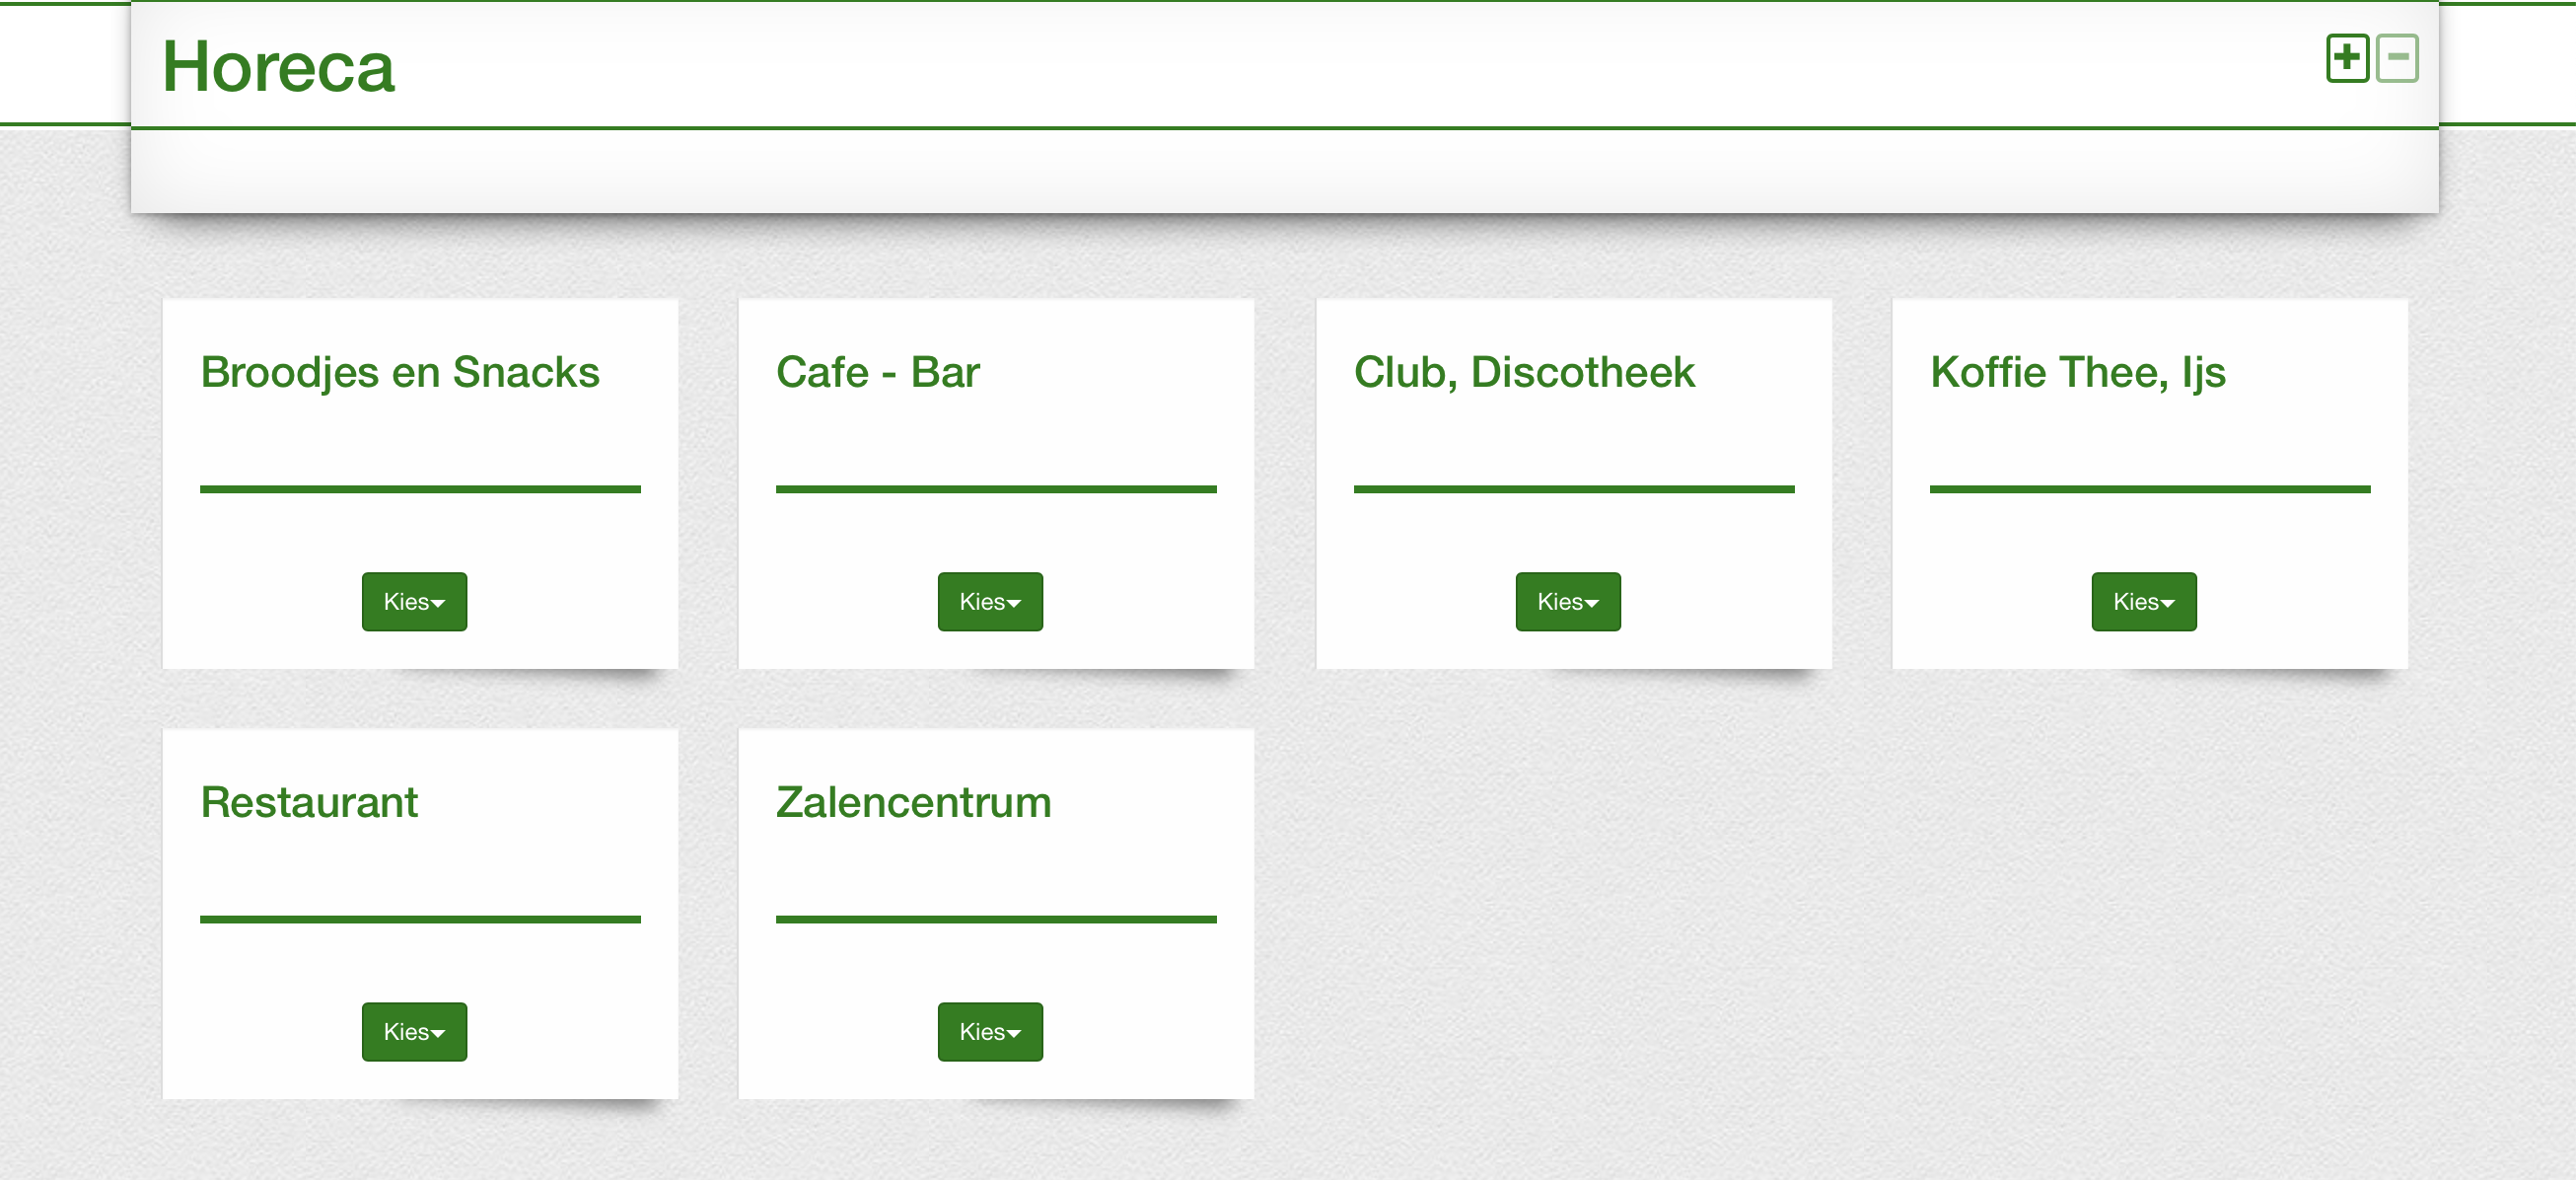 Horeca
Broodjes en Snacks
Cafe - Bar
Club, Discotheek
Koffie Thee, Ijs
Kies
Kies
Kies
Kies
Restaurant
Zalencentrum
Kies
Kies